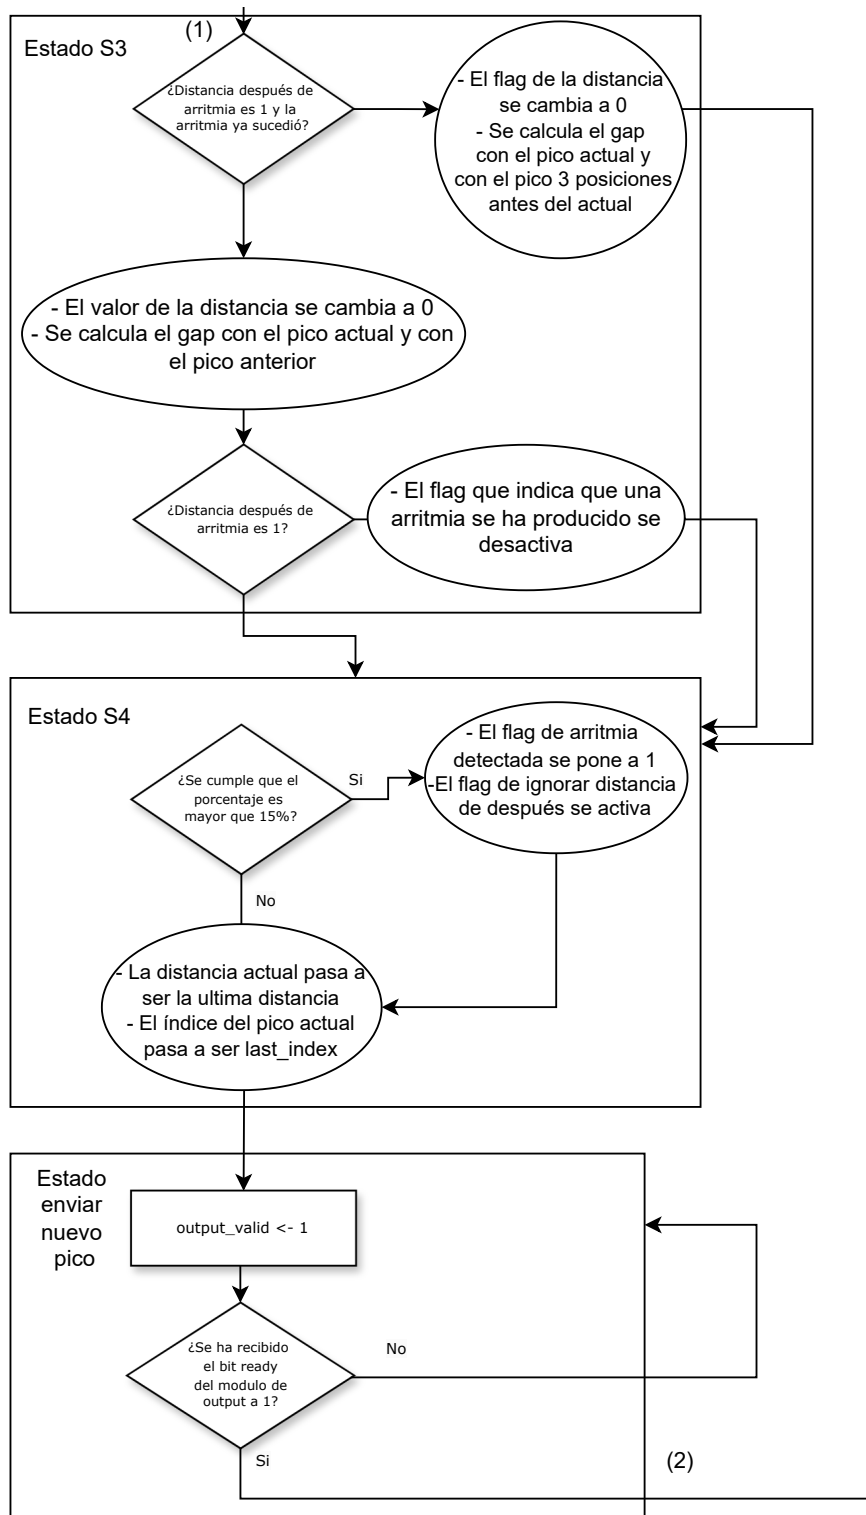 (1)
Estado S3
¿Distancia después de
arritmia es 1 y la
arritmia ya sucedió?
- El flag de la distancia
se cambia a 0
- Se calcula el gap
con el pico actual y
con el pico 3 posiciones
antes del actual
- El valor de la distancia se cambia a 0
- Se calcula el gap con el pico actual y con
el pico anterior
¿Distancia después de
arritmia es 1?
- El flag que indica que una
arritmia se ha producido se
desactiva
Estado S4
¿Se cumple que el
porcentaje es
mayor que 15%?
Si
- El flag de arritmia
detectada se pone a 1
-El flag de ignorar distancia
de después se activa
No
- La distancia actual pasa a
ser la ultima distancia
- El índice del pico actual
pasa a ser last_index
Estado
enviar
nuevo
pico
output_valid <- 1
¿Se ha recibido
el bit ready
del modulo de
output a 1?
No
Si
(2)